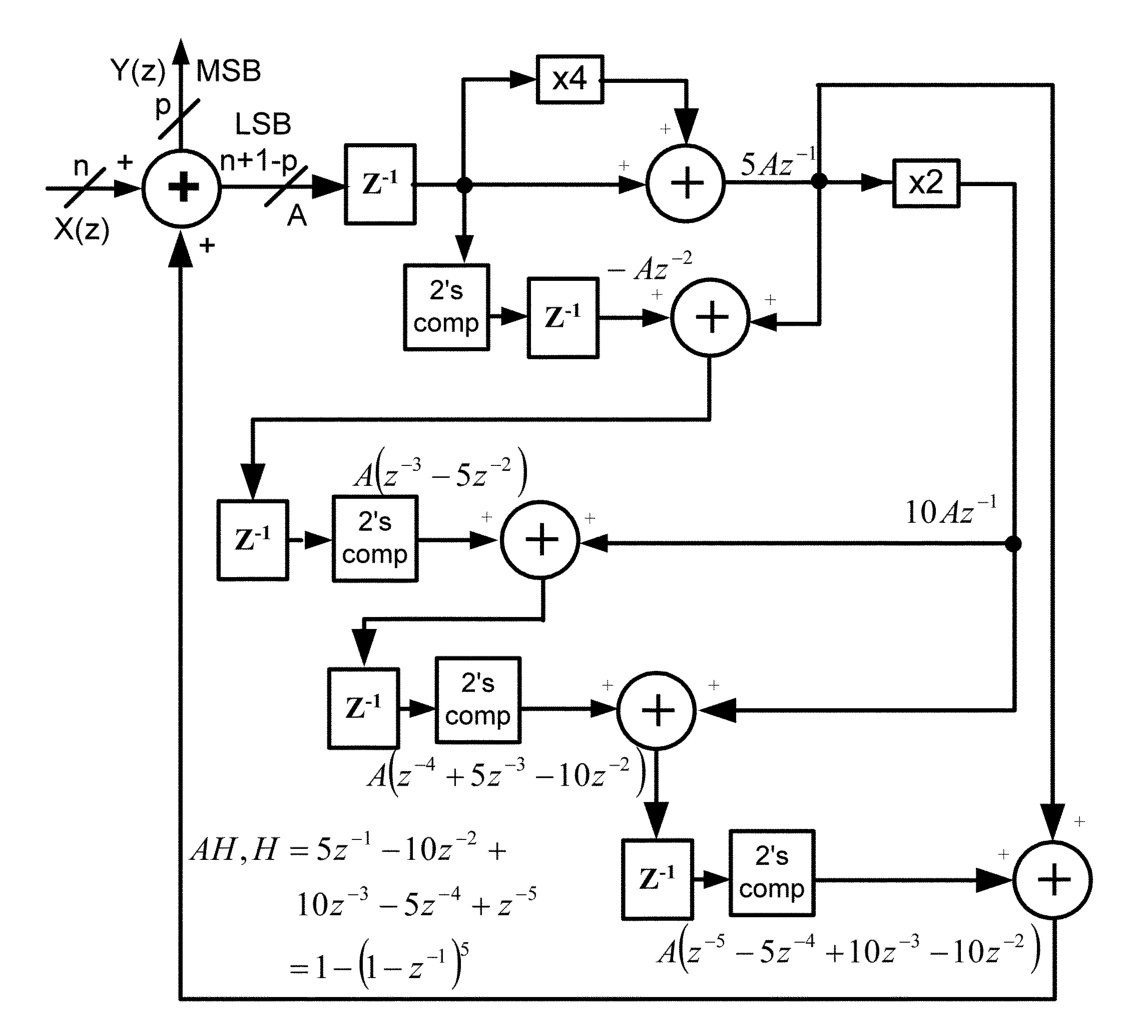 Y(z) MSB
p
LSB
n + n+1-p
X(z) + A
Z⁻¹
x4
+ + +
5Az⁻¹
x2
2's comp
Z⁻¹
− Az⁻²
+ + +
A(z⁻³ − 5z⁻²)
Z⁻¹
2's comp
+ + +
10Az⁻¹
Z⁻¹
2's comp
+ + +
A(z⁻⁴ + 5z⁻³ − 10z⁻²)
Z⁻¹
2's comp
+ + +
A(z⁻⁵ − 5z⁻⁴ + 10z⁻³ − 10z⁻²)
AH, H = 5z⁻¹ − 10z⁻² +
10z⁻³ − 5z⁻⁴ + z⁻⁵
= 1 − (1 − z⁻¹)⁵